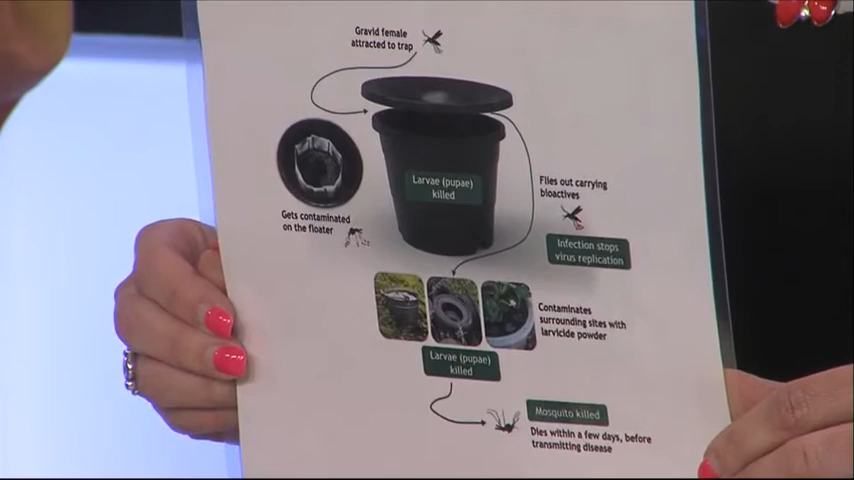 Gravid female
attracted to trap
Larvae (pupae)
killed
Gets contaminated
on the floater
Flies out carrying
bioactives
Infection stops
virus replication
Contaminates
surrounding sites with
larvicide powder
Larvae (pupae)
killed
Mosquito killed
Dies within a few days, before
transmitting disease